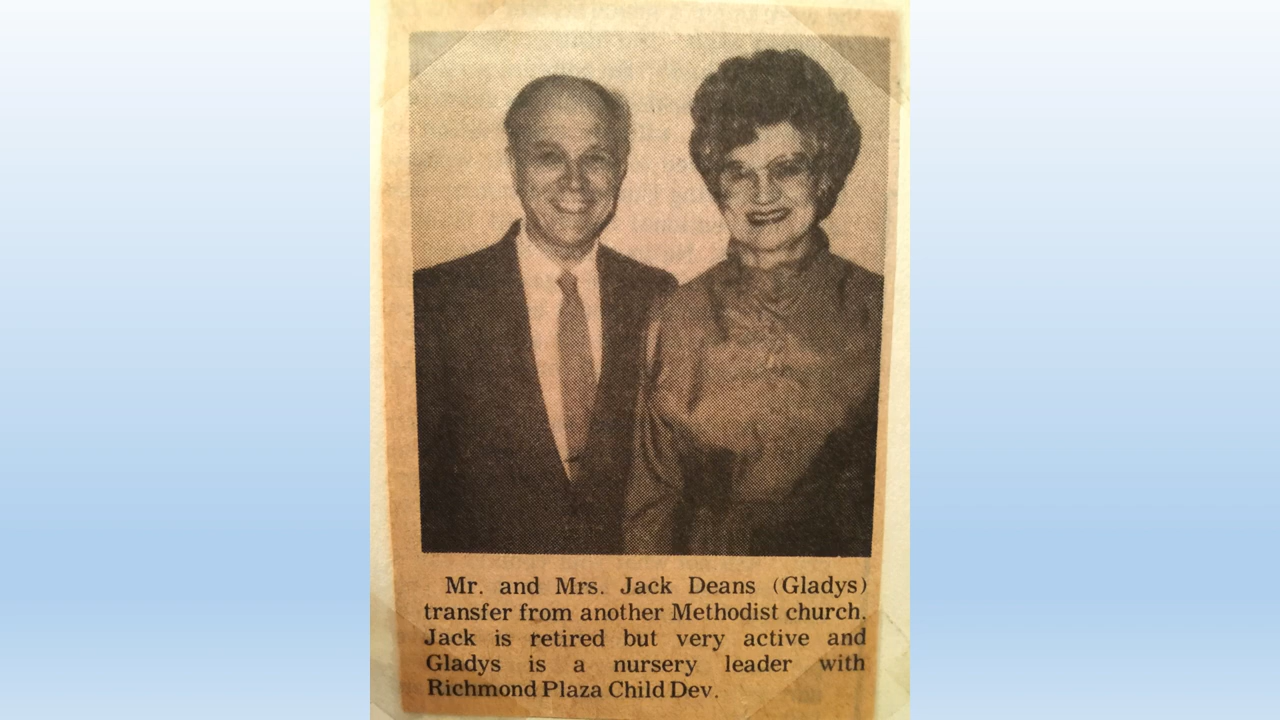 Mr. and Mrs. Jack Deans (Gladys)
transfer from another Methodist church.
Jack is retired but very active and
Gladys is a nursery leader with
Richmond Plaza Child Dev.